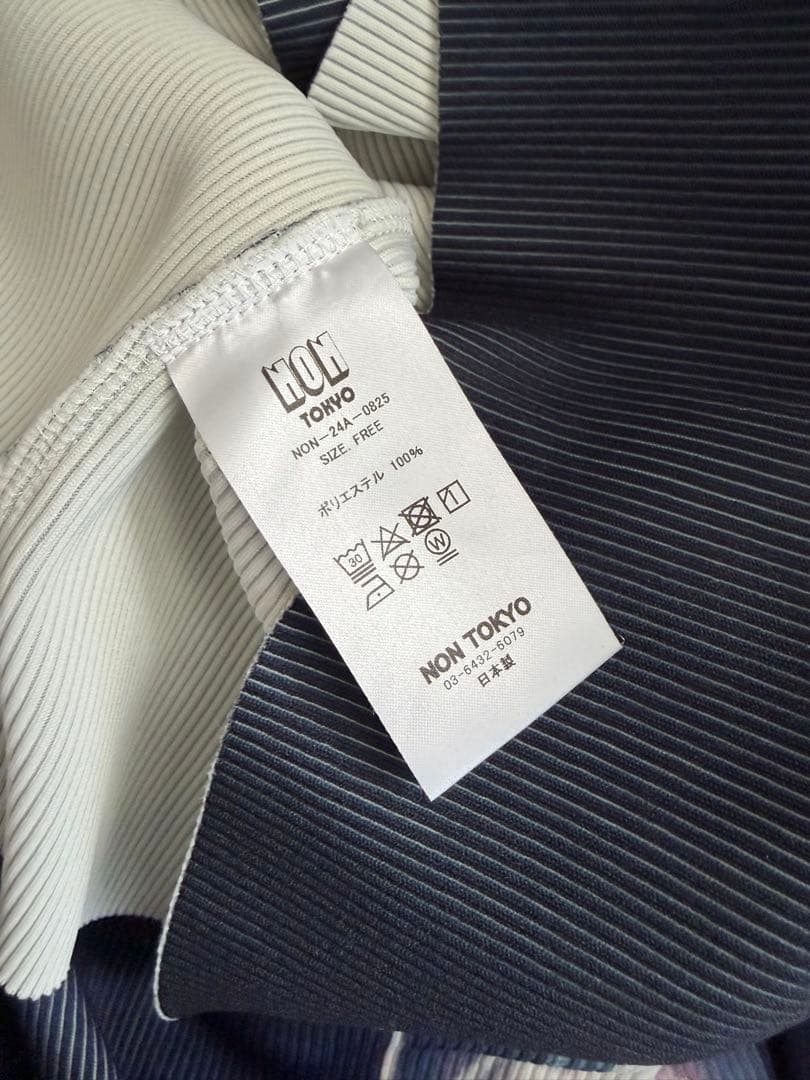 NON
TOKYO
NON-24A-0825
SIZE. FREE
ポリエステル 100%
30
W
NON TOKYO
03-6432-6079
日本製